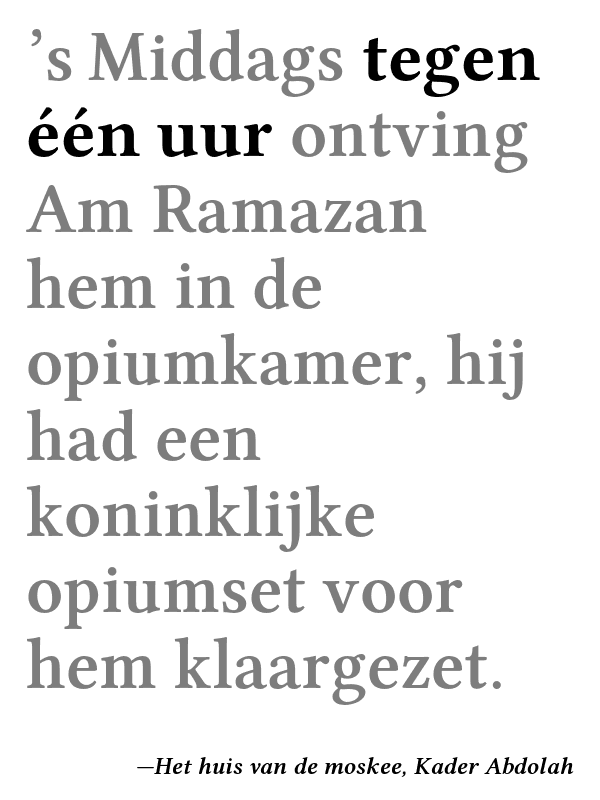 ’s Middags tegen
één uur ontving
Am Ramazan
hem in de
opiumkamer, hij
had een
koninklijke
opiumset voor
hem klaargezet.
—Het huis van de moskee, Kader Abdolah